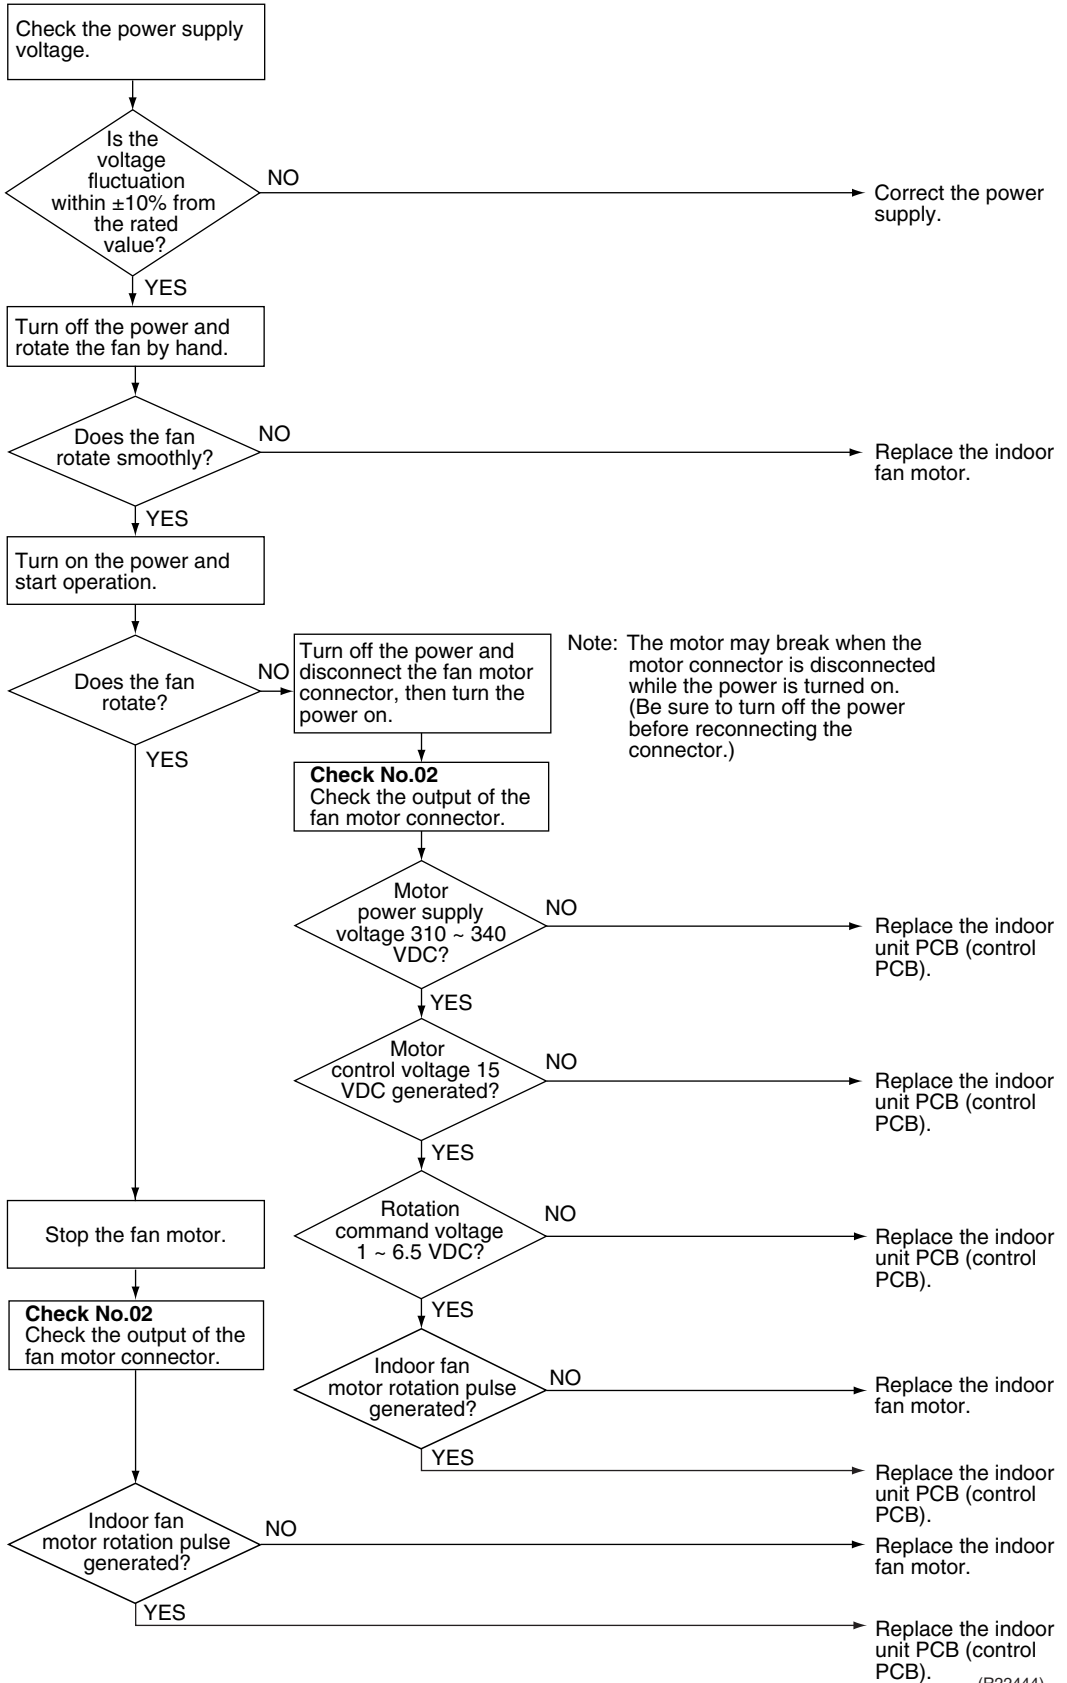 Check the power supply
voltage.
Is the
voltage
fluctuation
within ±10% from
the rated
value?
NO
Correct the power
supply.
YES
Turn off the power and
rotate the fan by hand.
Does the fan
rotate smoothly?
NO
Replace the indoor
fan motor.
YES
Turn on the power and
start operation.
Does the fan
rotate?
NO
Turn off the power and
disconnect the fan motor
connector, then turn the
power on.
Note: The motor may break when the
motor connector is disconnected
while the power is turned on.
(Be sure to turn off the power
before reconnecting the
connector.)
YES
Check No.02
Check the output of the
fan motor connector.
Motor
power supply
voltage 310 ~ 340
VDC?
NO
Replace the indoor
unit PCB (control
PCB).
YES
Motor
control voltage 15
VDC generated?
NO
Replace the indoor
unit PCB (control
PCB).
YES
Rotation
command voltage
1 ~ 6.5 VDC?
NO
Replace the indoor
unit PCB (control
PCB).
YES
Stop the fan motor.
Check No.02
Check the output of the
fan motor connector.
Indoor fan
motor rotation pulse
generated?
NO
Replace the indoor
fan motor.
YES
Replace the indoor
unit PCB (control
PCB).
Indoor fan
motor rotation pulse
generated?
NO
Replace the indoor
fan motor.
YES
Replace the indoor
unit PCB (control
PCB).
(R22444)